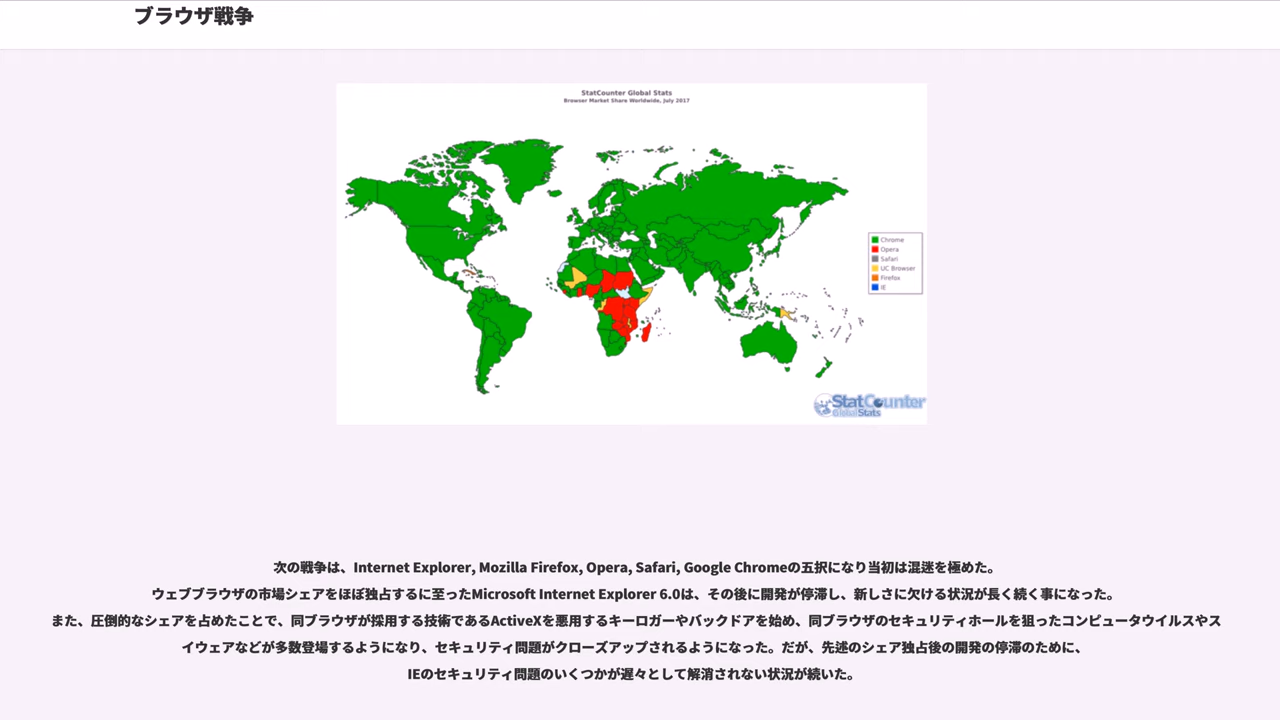 ブラウザ戦争
StatCounter Global Stats
Browser Market Share Worldwide, July 2017
Chrome
Opera
Safari
UC Browser
Firefox
IE
StatCounter
GlobalStats
次の戦争は、Internet Explorer, Mozilla Firefox, Opera, Safari, Google Chromeの五択になり当初は混迷を極めた。
ウェブブラウザの市場シェアをほぼ独占するに至ったMicrosoft Internet Explorer 6.0は、その後に開発が停滞し、新しさに欠ける状況が長く続く事になった。
また、圧倒的なシェアを占めたことで、同ブラウザが採用する技術であるActiveXを悪用するキーロガーやバックドアを始め、同ブラウザのセキュリティホールを狙ったコンピュータウイルスやス
イウェアなどが多数登場するようになり、セキュリティ問題がクローズアップされるようになった。だが、先述のシェア独占後の開発の停滞のために、
IEのセキュリティ問題のいくつかが遅々として解消されない状況が続いた。